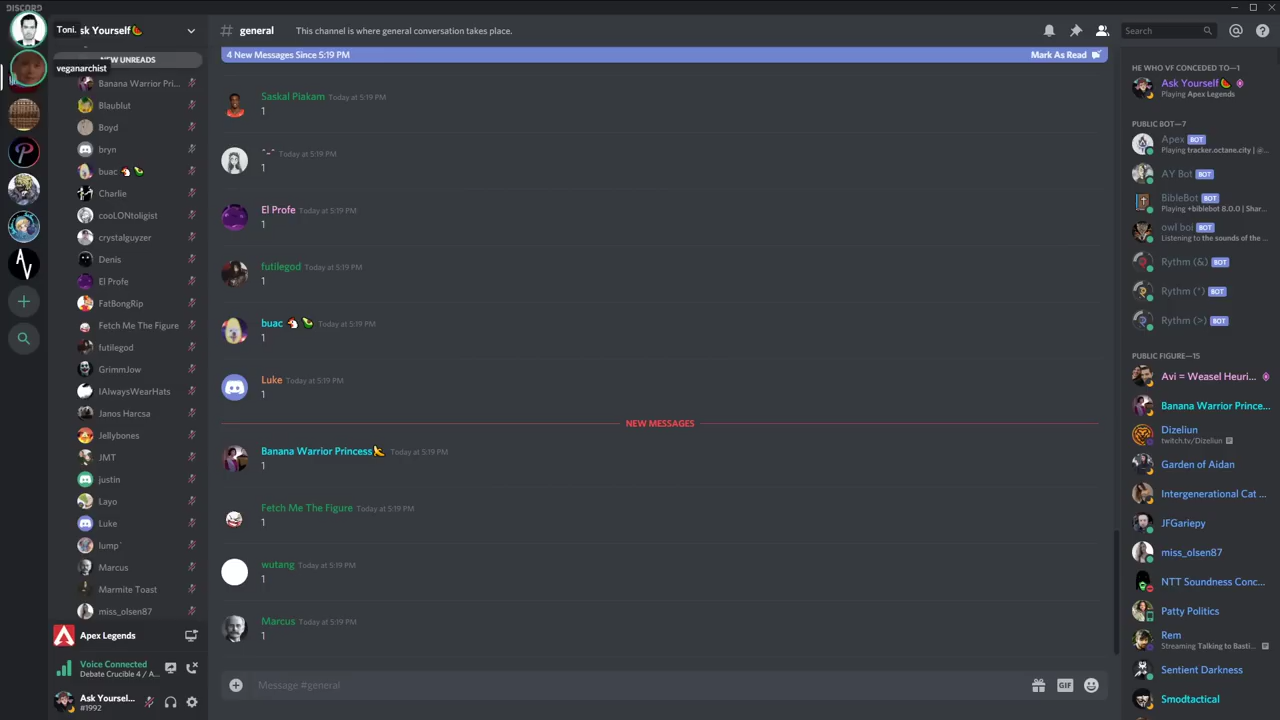 DISCORD
Toni.
Ask Yourself🍉
veganarchist
NEW UNREADS
Banana Warrior Pri...
Blaublut
Boyd
bryn
buac
Charlie
cooLONtoligist
crystalguyzer
Denis
El Profe
FatBongRip
Fetch Me The Figure
futilegod
GrimmJow
IAlwaysWearHats
Janos Harcsa
Jellybones
JMT
justin
Layo
Luke
lump`
Marcus
Marmite Toast
miss_olsen87
Apex Legends
Voice Connected
Debate Crucible 4 / A...
Ask Yoursel...
#1992
# general This channel is where general conversation takes place.
Search
4 New Messages Since 5:19 PM Mark As Read
Saskal Piakam Today at 5:19 PM
1
Today at 5:19 PM
1
El Profe Today at 5:19 PM
1
futilegod Today at 5:19 PM
1
buac Today at 5:19 PM
1
Luke Today at 5:19 PM
1
NEW MESSAGES
Banana Warrior Princess🍌 Today at 5:19 PM
1
Fetch Me The Figure Today at 5:19 PM
1
wutang Today at 5:19 PM
1
Marcus Today at 5:19 PM
1
Message #general
GIF
HE WHO VF CONCEDED TO—1
Ask Yourself🍉
Playing Apex Legends
PUBLIC BOT—7
Apex BOT
Playing tracker.octane.city | @...
AY Bot BOT
BibleBot BOT
Playing +biblebot 8.0.0 | Shar...
owl boi BOT
Listening to the sounds of the ...
Rythm (&) BOT
Rythm (*) BOT
Rythm (>) BOT
PUBLIC FIGURE—15
Avi = Weasel Heuri...
Banana Warrior Prince...
Dizeliun
twitch.tv/Dizeliun
Garden of Aidan
Intergenerational Cat ...
JFGariepy
miss_olsen87
NTT Soundness Conc...
Patty Politics
Rem
Streaming Talking to Basti...
Sentient Darkness
Smodtactical